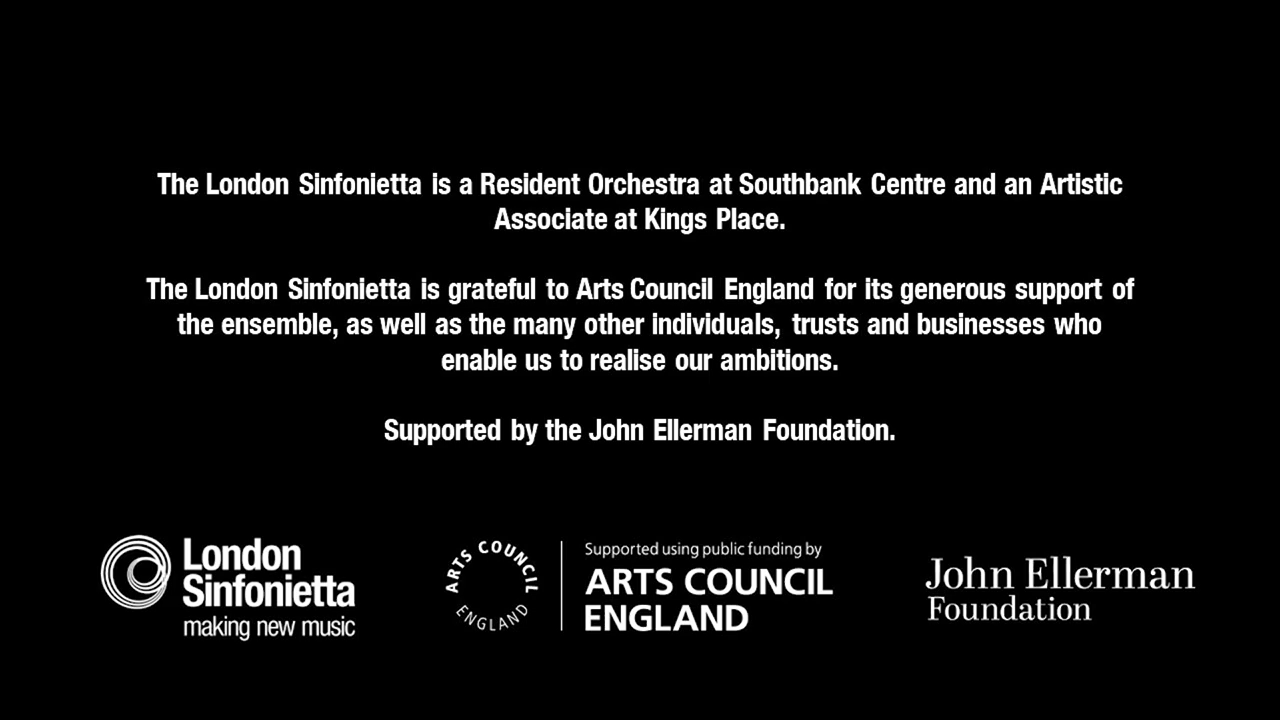 The London Sinfonietta is a Resident Orchestra at Southbank Centre and an Artistic
Associate at Kings Place.
The London Sinfonietta is grateful to Arts Council England for its generous support of
the ensemble, as well as the many other individuals, trusts and businesses who
enable us to realise our ambitions.
Supported by the John Ellerman Foundation.
London
Sinfonietta
making new music
ARTS COUNCIL
ENGLAND
Supported using public funding by
ARTS COUNCIL
ENGLAND
John Ellerman
Foundation